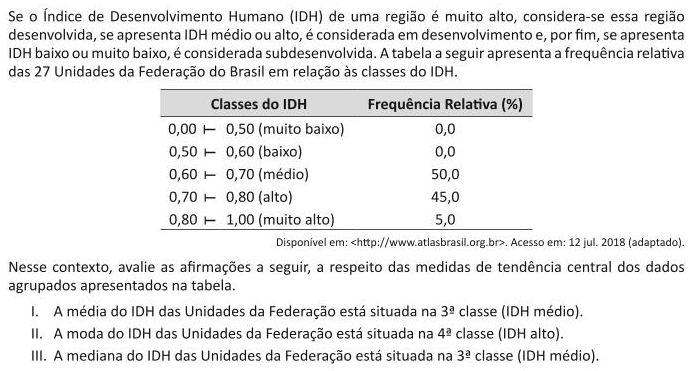 Se o Índice de Desenvolvimento Humano (IDH) de uma região é muito alto, considera-se essa região
desenvolvida, se apresenta IDH médio ou alto, é considerada em desenvolvimento e, por fim, se apresenta
IDH baixo ou muito baixo, é considerada subdesenvolvida. A tabela a seguir apresenta a frequência relativa
das 27 Unidades da Federação do Brasil em relação às classes do IDH.
Classes do IDH Frequência Relativa (%)
0,00 ⊢ 0,50 (muito baixo) 0,0
0,50 ⊢ 0,60 (baixo) 0,0
0,60 ⊢ 0,70 (médio) 50,0
0,70 ⊢ 0,80 (alto) 45,0
0,80 ⊢ 1,00 (muito alto) 5,0
Disponível em: <http://www.atlasbrasil.org.br>. Acesso em: 12 jul. 2018 (adaptado).
Nesse contexto, avalie as afirmações a seguir, a respeito das medidas de tendência central dos dados
agrupados apresentados na tabela.
I. A média do IDH das Unidades da Federação está situada na 3ª classe (IDH médio).
II. A moda do IDH das Unidades da Federação está situada na 4ª classe (IDH alto).
III. A mediana do IDH das Unidades da Federação está situada na 3ª classe (IDH médio).